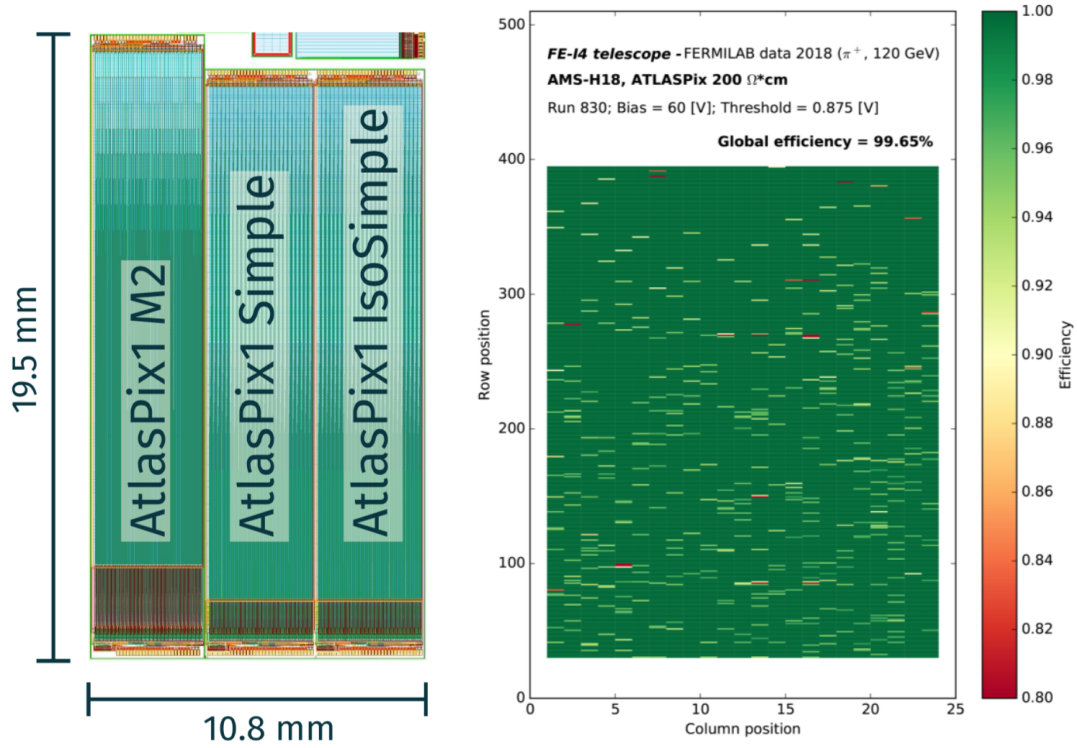 19.5 mm
AtlasPix1 M2
AtlasPix1 Simple
AtlasPix1 IsoSimple
10.8 mm
FE-I4 telescope - FERMILAB data 2018 (π⁺, 120 GeV)
AMS-H18, ATLASPix 200 Ω*cm
Run 830; Bias = 60 [V]; Threshold = 0.875 [V]
Global efficiency = 99.65%
Row position
500
400
300
200
100
0
0 5 10 15 20 25
Column position
1.00
0.98
0.96
0.94
0.92
0.90
0.88
0.86
0.84
0.82
0.80
Efficiency